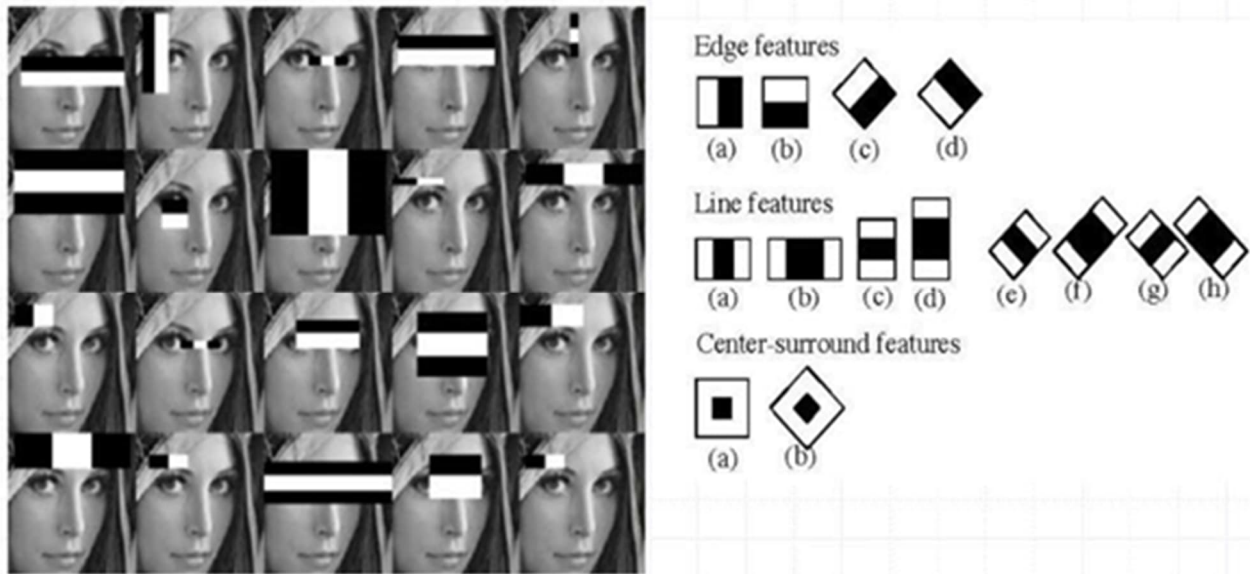 Edge features
(a) (b) (c) (d)
Line features
(a) (b) (c) (d) (e) (f) (g) (h)
Center-surround features
(a) (b)